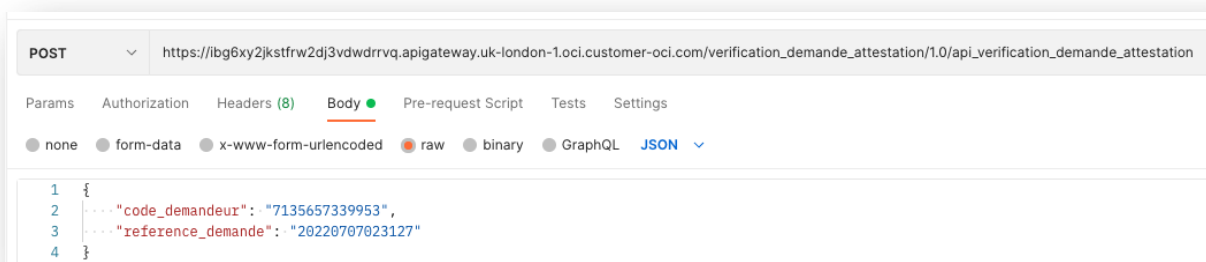 POST https://ibg6xy2jkstfrw2dj3vdwdrrvq.apigateway.uk-london-1.oci.customer-oci.com/verification_demande_attestation/1.0/api_verification_demande_attestation
Params Authorization Headers (8) Body Pre-request Script Tests Settings
none form-data x-www-form-urlencoded raw binary GraphQL JSON
1 {
2 "code_demandeur": "7135657339953",
3 "reference_demande": "20220707023127"
4 }